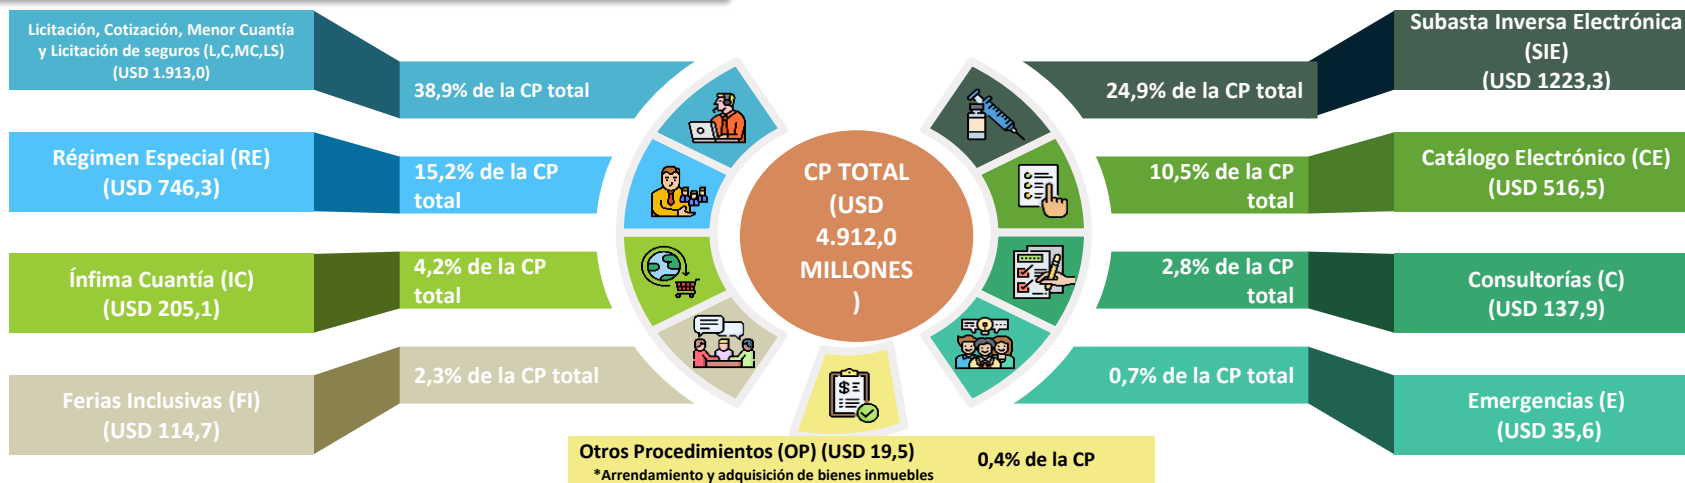 Licitación, Cotización, Menor Cuantía
y Licitación de seguros (L,C,MC,LS)
(USD 1.913,0)
38,9% de la CP total
Régimen Especial (RE)
(USD 746,3)
15,2% de la CP
total
Ínfima Cuantía (IC)
(USD 205,1)
4,2% de la CP
total
Ferias Inclusivas (FI)
(USD 114,7)
2,3% de la CP total
CP TOTAL
(USD
4.912,0
MILLONES
)
Subasta Inversa Electrónica
(SIE)
(USD 1223,3)
24,9% de la CP total
Catálogo Electrónico (CE)
(USD 516,5)
10,5% de la CP
total
Consultorías (C)
(USD 137,9)
2,8% de la CP
total
Emergencias (E)
(USD 35,6)
0,7% de la CP total
Otros Procedimientos (OP) (USD 19,5)
*Arrendamiento y adquisición de bienes inmuebles
0,4% de la CP